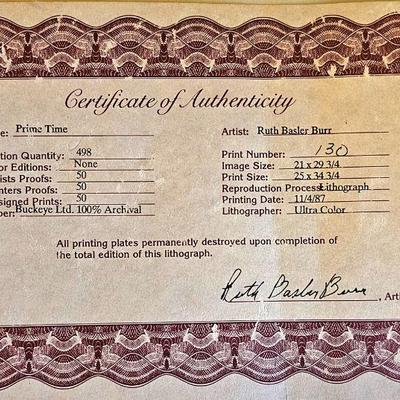 Certificate of Authenticity
e: Prime Time
tion Quantity: 498
or Editions: None
ists Proofs: 50
nters Proofs: 50
signed Prints: 50
per: Buckeye Ltd. 100% Archival
Artist: Ruth Basler Burr
Print Number: 130
Image Size: 21 x 29 3/4
Print Size: 25 x 34 3/4
Reproduction Process: Lithograph
Printing Date: 11/4/87
Lithographer: Ultra Color
All printing plates permanently destroyed upon completion of
the total edition of this lithograph.
Ruth Basler Burr, Arti